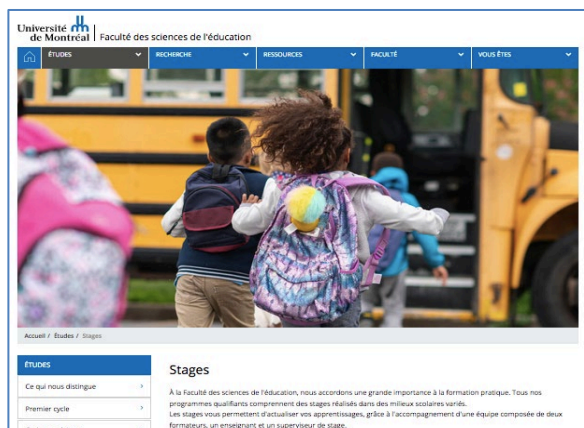 Université
de Montréal
Faculté des sciences de l'éducation
ÉTUDES
RECHERCHE
RESSOURCES
FACULTÉ
VOUS ÊTES
Accueil / Études / Stages
ÉTUDES
Ce qui nous distingue
Premier cycle
Stages
À la Faculté des sciences de l'éducation, nous accordons une grande importance à la formation pratique. Tous nos
programmes qualifiants comprennent des stages réalisés dans des milieux scolaires variés.
Les stages vous permettent d'actualiser vos apprentissages, grâce à l'accompagnement d'une équipe composée de deux
formateurs, un enseignant et un superviseur de stage.